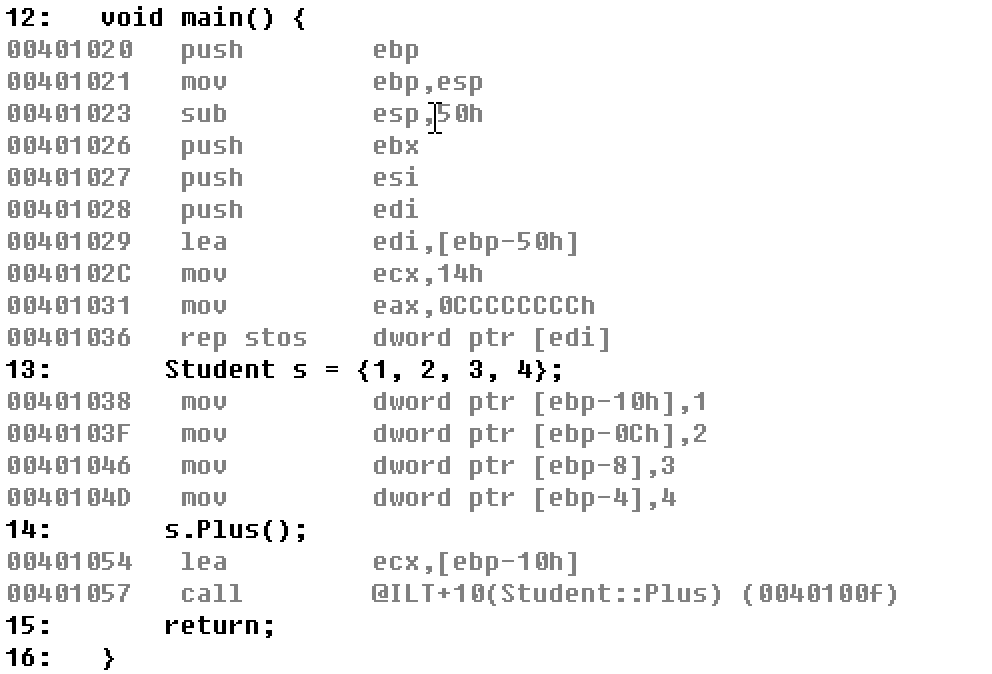 12:   void main() {
00401020   push        ebp
00401021   mov         ebp,esp
00401023   sub         esp,50h
00401026   push        ebx
00401027   push        esi
00401028   push        edi
00401029   lea         edi,[ebp-50h]
0040102C   mov         ecx,14h
00401031   mov         eax,0CCCCCCCCh
00401036   rep stos    dword ptr [edi]
13:       Student s = {1, 2, 3, 4};
00401038   mov         dword ptr [ebp-10h],1
0040103F   mov         dword ptr [ebp-0Ch],2
00401046   mov         dword ptr [ebp-8],3
0040104D   mov         dword ptr [ebp-4],4
14:       s.Plus();
00401054   lea         ecx,[ebp-10h]
00401057   call        @ILT+10(Student::Plus) (0040100f)
15:       return;
16:   }